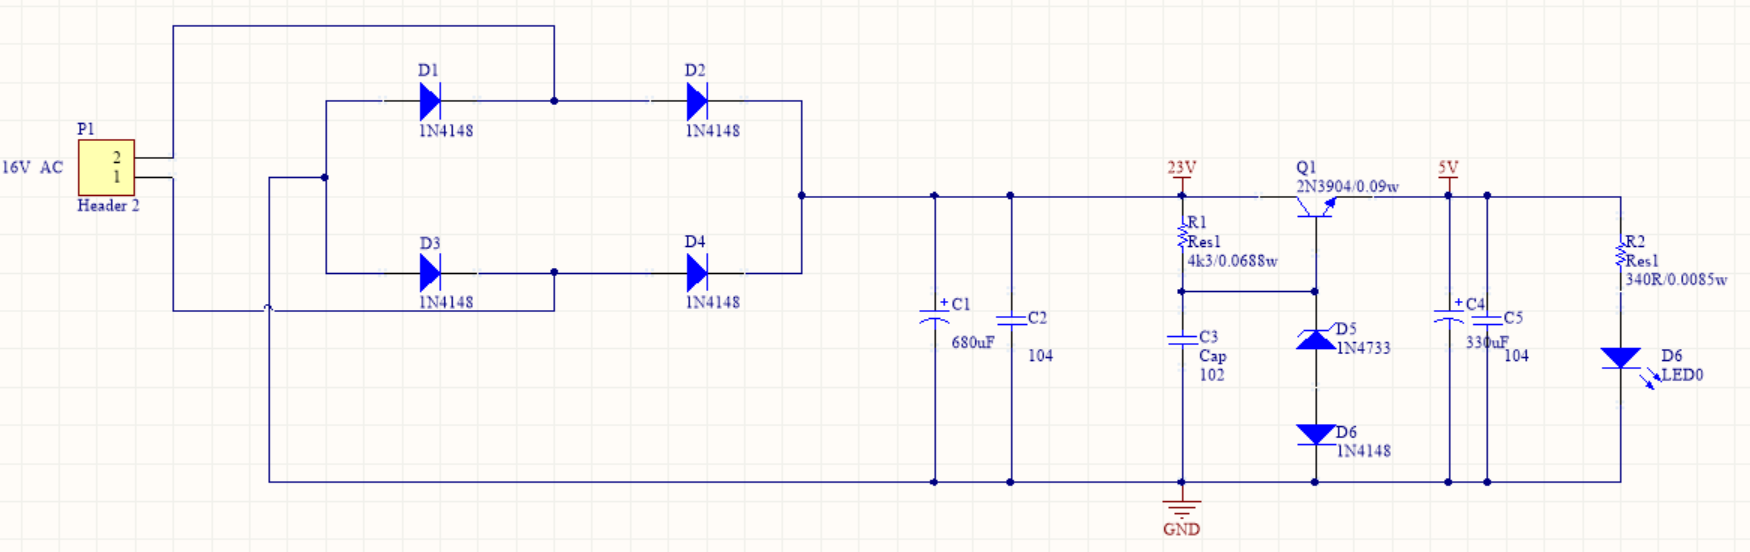 D1
1N4148
D2
1N4148
P1
16V AC
2
1
Header 2
D3
1N4148
D4
1N4148
23V
Q1
2N3904/0.09w
5V
R1
Res1
4k3/0.0688w
R2
Res1
340R/0.0085w
+
C1
680uF
C2
104
C3
Cap
102
D5
1N4733
+
C4
330uF
C5
104
D6
LED0
D6
1N4148
GND